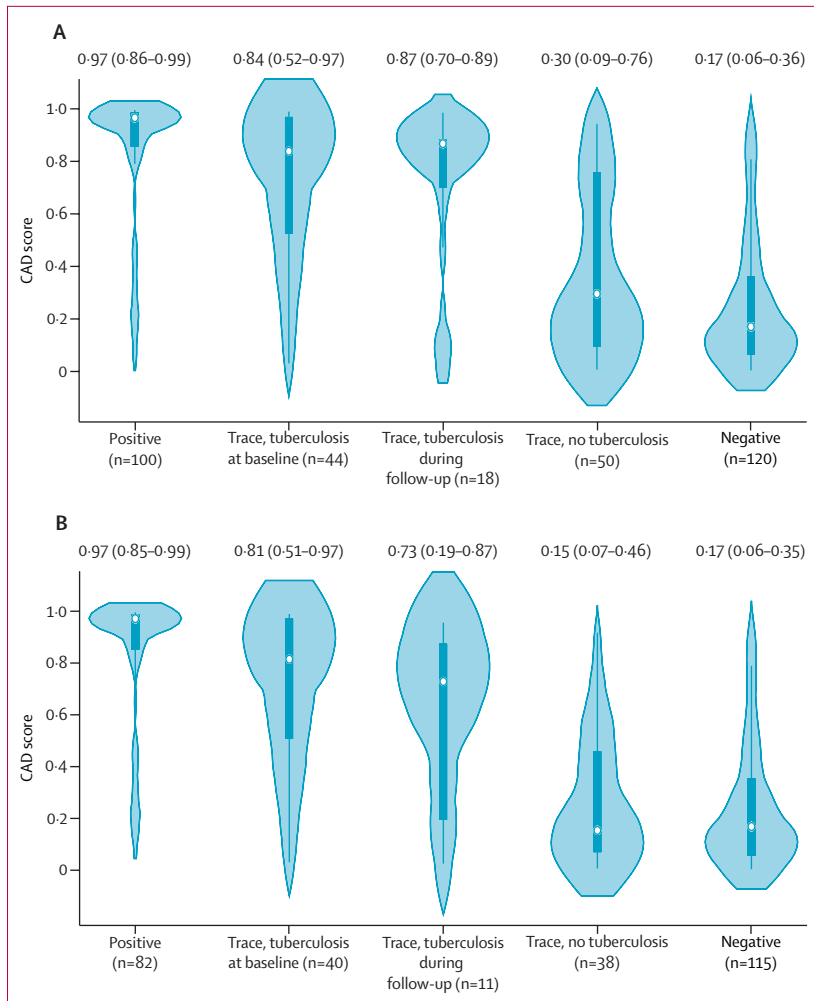 A
0·97 (0·86–0·99) 0·84 (0·52–0·97) 0·87 (0·70–0·89) 0·30 (0·09–0·76) 0·17 (0·06–0·36)
1·0
0·8
0·6
0·4
0·2
0
CAD score
Positive
(n=100)
Trace, tuberculosis
at baseline (n=44)
Trace, tuberculosis
during
follow-up (n=18)
Trace, no tuberculosis
(n=50)
Negative
(n=120)
B
0·97 (0·85–0·99) 0·81 (0·51–0·97) 0·73 (0·19–0·87) 0·15 (0·07–0·46) 0·17 (0·06–0·35)
1·0
0·8
0·6
0·4
0·2
0
CAD score
Positive
(n=82)
Trace, tuberculosis
at baseline (n=40)
Trace, tuberculosis
during
follow-up (n=11)
Trace, no tuberculosis
(n=38)
Negative
(n=115)